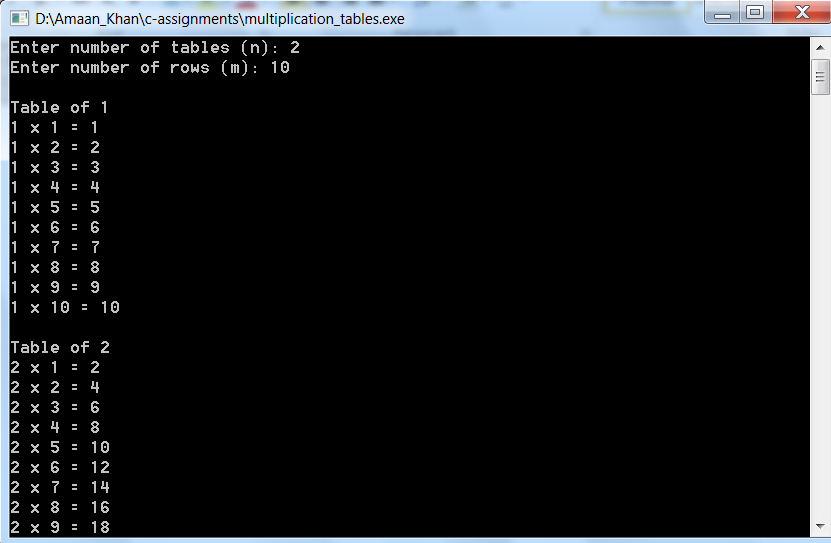 D:\Amaan_Khan\c-assignments\multiplication_tables.exe
Enter number of tables (n): 2
Enter number of rows (m): 10
Table of 1
1 x 1 = 1
1 x 2 = 2
1 x 3 = 3
1 x 4 = 4
1 x 5 = 5
1 x 6 = 6
1 x 7 = 7
1 x 8 = 8
1 x 9 = 9
1 x 10 = 10
Table of 2
2 x 1 = 2
2 x 2 = 4
2 x 3 = 6
2 x 4 = 8
2 x 5 = 10
2 x 6 = 12
2 x 7 = 14
2 x 8 = 16
2 x 9 = 18